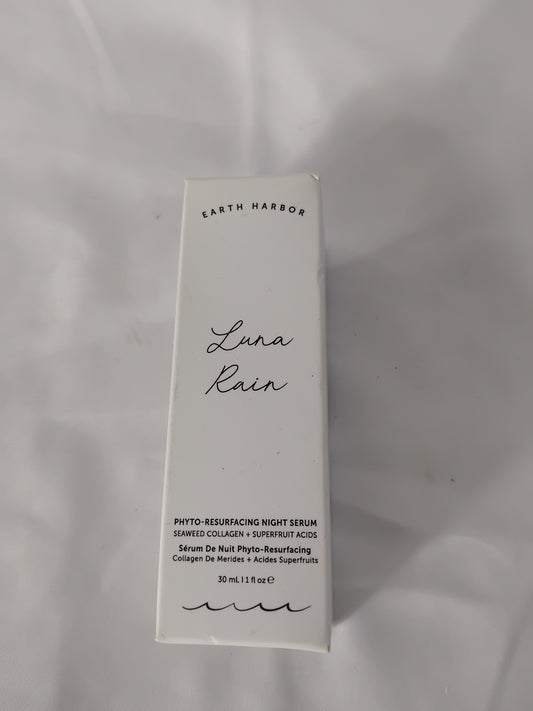 EARTH HARBOR
Luna
Rain
PHYTO-RESURFACING NIGHT SERUM
SEAWEED COLLAGEN + SUPERFRUIT ACIDS
Sérum De Nuit Phyto-Resurfacing
Collagen De Merides + Acides Superfruits
30 mL | 1 fl oz ℮